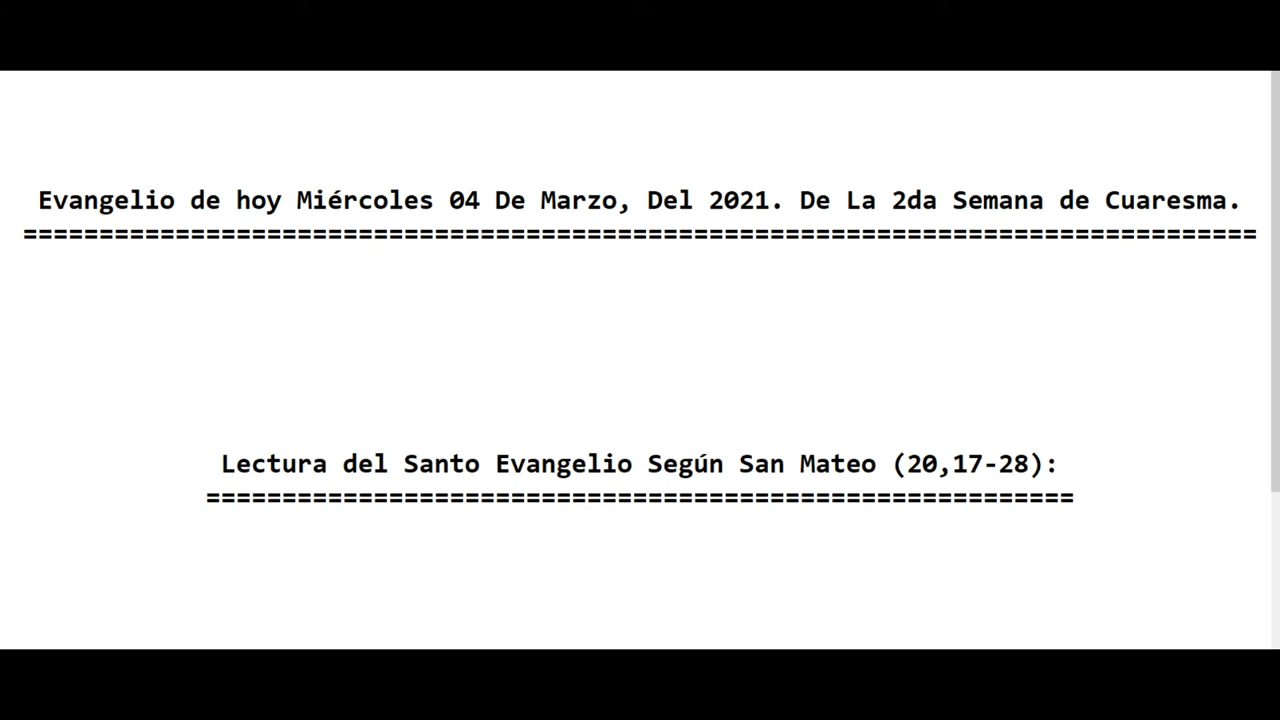 Evangelio de hoy Miércoles 04 De Marzo, Del 2021. De La 2da Semana de Cuaresma.
=================================================================================
Lectura del Santo Evangelio Según San Mateo (20,17-28):
=========================================================